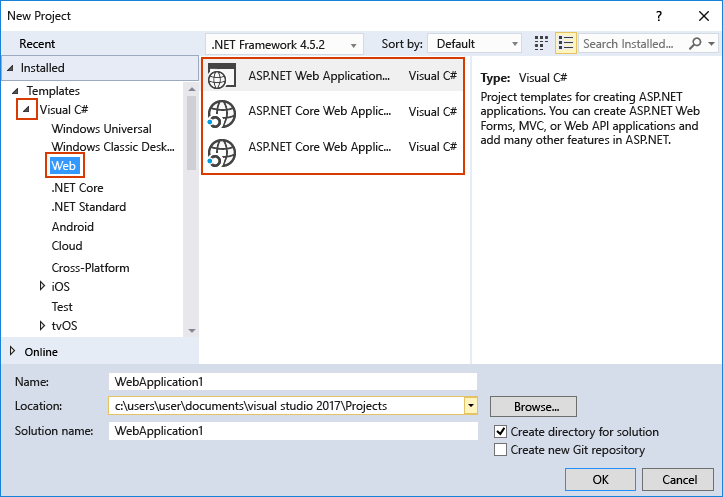 New Project
?
Recent
.NET Framework 4.5.2
Sort by:
Default
Search Installed...
Installed
Templates
Visual C#
Windows Universal
Windows Classic Desk...
Web
.NET Core
.NET Standard
Android
Cloud
Cross-Platform
iOS
Test
tvOS
Online
ASP.NET Web Application... Visual C#
ASP.NET Core Web Applic... Visual C#
ASP.NET Core Web Applic... Visual C#
Type: Visual C#
Project templates for creating ASP.NET
applications. You can create ASP.NET Web
Forms, MVC, or Web API applications and
add many other features in ASP.NET.
Name: WebApplication1
Location: c:\users\user\documents\visual studio 2017\Projects
Browse...
Solution name: WebApplication1
Create directory for solution
Create new Git repository
OK
Cancel